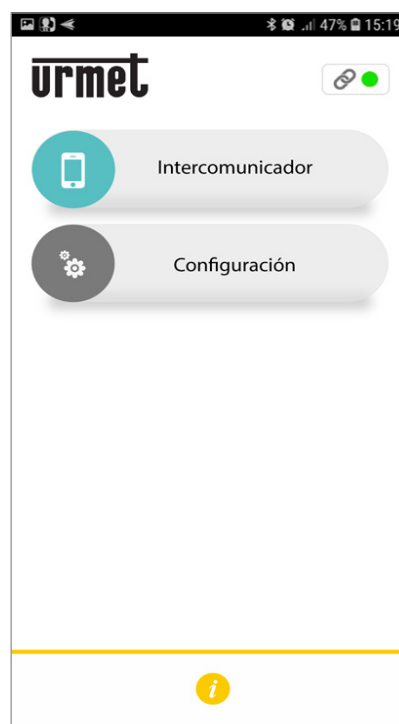 47% 15:19
urmet
Intercomunicador
Configuración
i